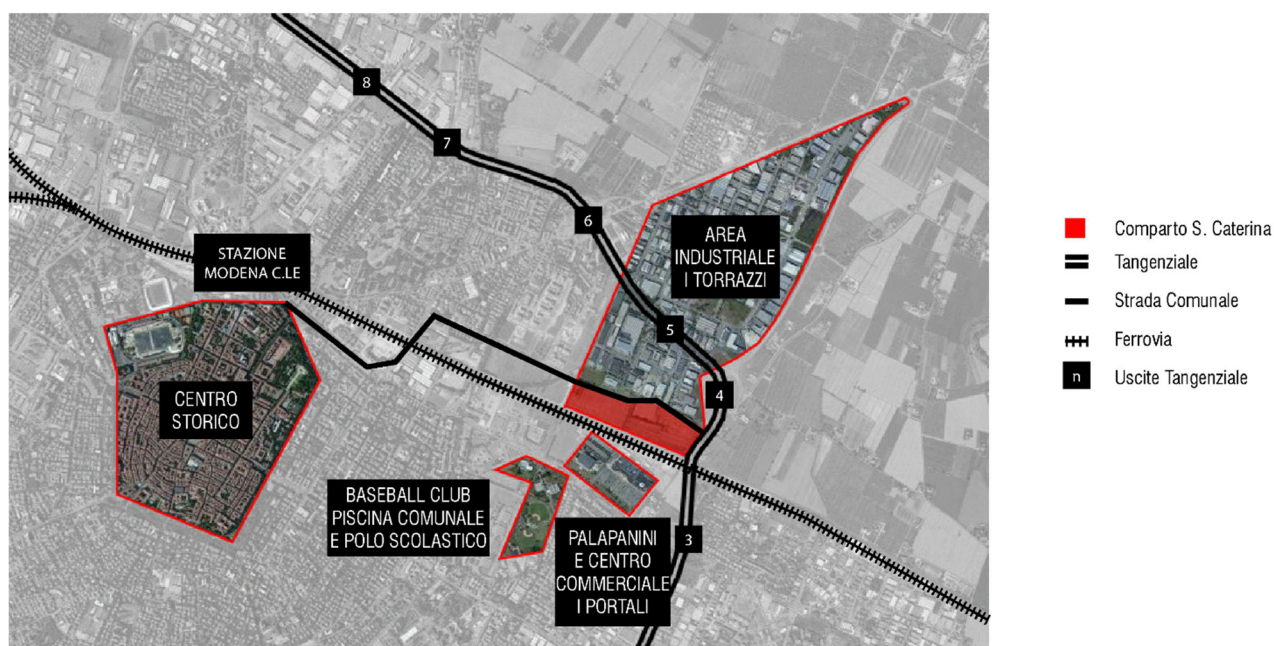 8
7
6
STAZIONE
MODENA C.LE
AREA
INDUSTRIALE
I TORRAZZI
5
4
CENTRO
STORICO
BASEBALL CLUB
PISCINA COMUNALE
E POLO SCOLASTICO
PALAPANINI
E CENTRO
COMMERCIALE
I PORTALI
3
Comparto S. Caterina
Tangenziale
Strada Comunale
Ferrovia
n Uscite Tangenziale